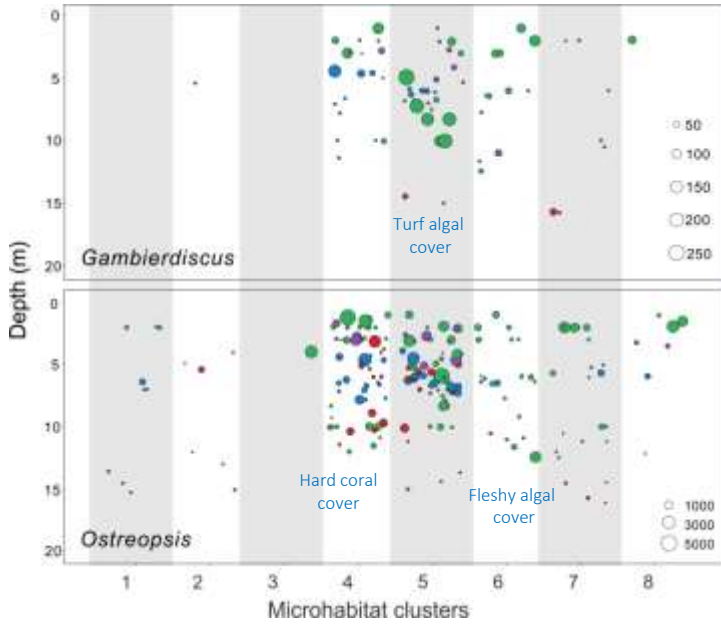 0
5
10
15
20
50
100
150
200
250
Turf algal
cover
Gambierdiscus
Depth (m)
0
5
10
15
20
Hard coral
cover
Fleshy algal
cover
1000
3000
5000
Ostreopsis
1 2 3 4 5 6 7 8
Microhabitat clusters